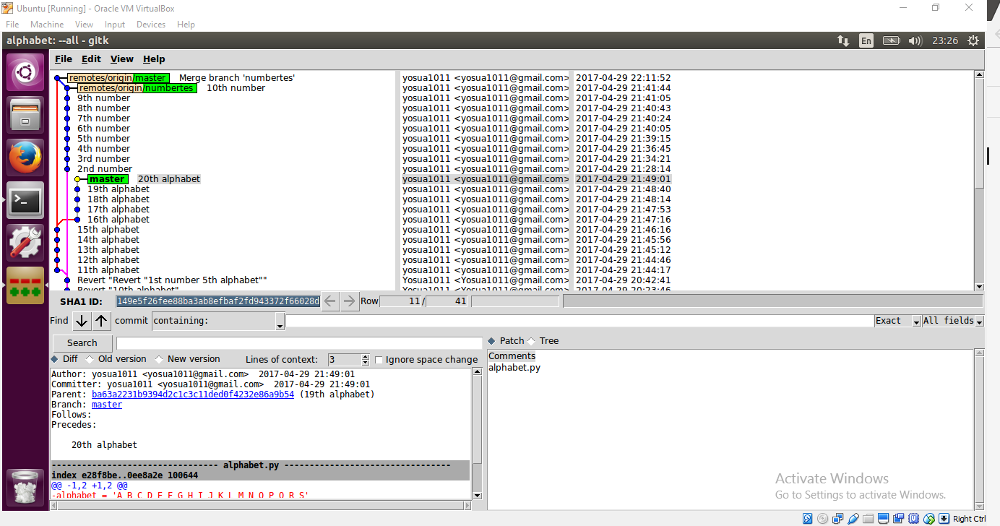 Ubuntu [Running] - Oracle VM VirtualBox
File Machine View Input Devices Help
alphabet: --all - gitk En 23:26
File Edit View Help
remotes/origin/master Merge branch 'numbertes' yosua1011 <yosua1011@gmail.com> 2017-04-29 22:11:52
remotes/origin/numbertes 10th number yosua1011 <yosua1011@gmail.com> 2017-04-29 21:41:44
9th number yosua1011 <yosua1011@gmail.com> 2017-04-29 21:41:05
8th number yosua1011 <yosua1011@gmail.com> 2017-04-29 21:40:43
7th number yosua1011 <yosua1011@gmail.com> 2017-04-29 21:40:24
6th number yosua1011 <yosua1011@gmail.com> 2017-04-29 21:40:05
5th number yosua1011 <yosua1011@gmail.com> 2017-04-29 21:39:15
4th number yosua1011 <yosua1011@gmail.com> 2017-04-29 21:36:45
3rd number yosua1011 <yosua1011@gmail.com> 2017-04-29 21:34:21
2nd number yosua1011 <yosua1011@gmail.com> 2017-04-29 21:28:14
master 20th alphabet yosua1011 <yosua1011@gmail.com> 2017-04-29 21:49:01
19th alphabet yosua1011 <yosua1011@gmail.com> 2017-04-29 21:48:40
18th alphabet yosua1011 <yosua1011@gmail.com> 2017-04-29 21:48:14
17th alphabet yosua1011 <yosua1011@gmail.com> 2017-04-29 21:47:53
16th alphabet yosua1011 <yosua1011@gmail.com> 2017-04-29 21:47:16
15th alphabet yosua1011 <yosua1011@gmail.com> 2017-04-29 21:46:16
14th alphabet yosua1011 <yosua1011@gmail.com> 2017-04-29 21:45:56
13th alphabet yosua1011 <yosua1011@gmail.com> 2017-04-29 21:45:12
12th alphabet yosua1011 <yosua1011@gmail.com> 2017-04-29 21:44:46
11th alphabet yosua1011 <yosua1011@gmail.com> 2017-04-29 21:44:17
Revert "Revert "1st number 5th alphabet"" Yosua1011 <yosua1011@gmail.com> 2017-04-29 20:42:41
Revert "10th alphabet" Yosua1011 <yosua1011@gmail.com> 2017-04-29 20:23:46
SHA1 ID: 149e5f26fee88ba3ab8efbaf2fd943372f66028d Row 11 / 41
Find commit containing: Exact All fields
Search
Patch Tree
Diff Old version New version Lines of context: 3 Ignore space change
Comments
alphabet.py
Author: yosua1011 <yosua1011@gmail.com> 2017-04-29 21:49:01
Committer: yosua1011 <yosua1011@gmail.com> 2017-04-29 21:49:01
Parent: ba63a2231b9394d2c1c3c11ded0f4232e86a9b54 (19th alphabet)
Branch: master
Follows:
Precedes:
20th alphabet
--------------------------------- alphabet.py ---------------------------------
index e28f8be..0ee8a2e 100644
@@ -1,2 +1,2 @@
-alphabet = 'A B C D E F G H I J K L M N O P Q R S'
Activate Windows
Go to Settings to activate Windows.
Right Ctrl